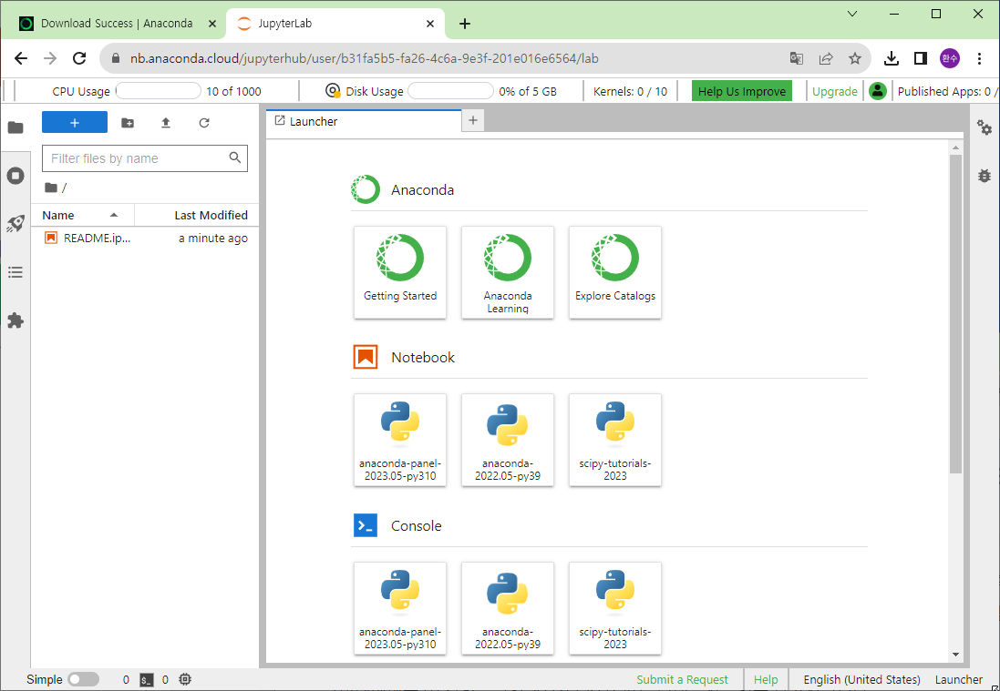 Download Success | Anaconda
JupyterLab
nb.anaconda.cloud/jupyterhub/user/b31fa5b5-fa26-4c6a-9e3f-201e016e6564/lab
환수
CPU Usage 10 of 1000 Disk Usage 0% of 5 GB Kernels: 0 / 10 Help Us Improve Upgrade Published Apps: 0 /
+
Filter files by name
/
Name Last Modified
README.ip... a minute ago
Launcher
Anaconda
Getting Started
Anaconda
Learning
Explore Catalogs
Notebook
anaconda-panel-
2023.05-py310
anaconda-
2022.05-py39
scipy-tutorials-
2023
Console
anaconda-panel-
2023.05-py310
anaconda-
2022.05-py39
scipy-tutorials-
2023
Simple 0 $_ 0 Submit a Request Help English (United States) Launcher